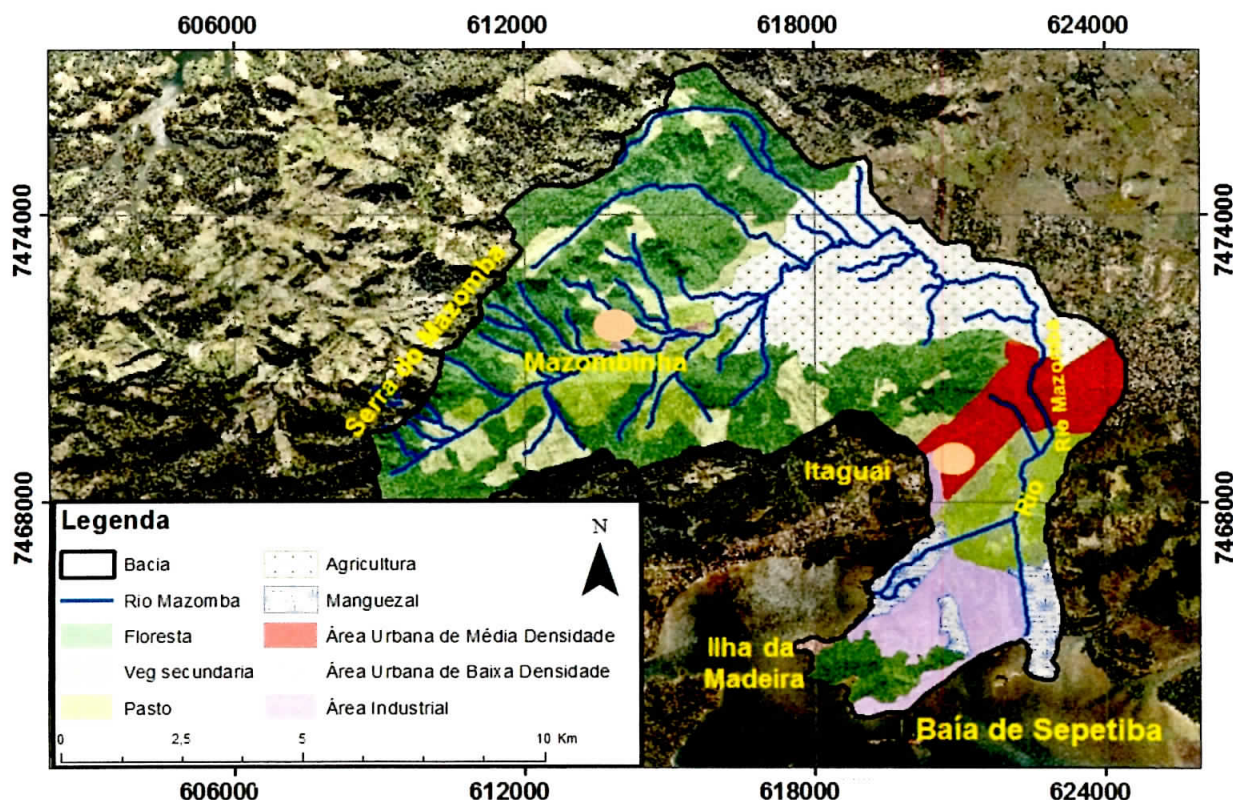 606000 612000 618000 624000
7474000 7474000
Serra do Mazomba
Mazombinha
Rio Mazomba
Itaguai
Rio
7468000 7468000
Ilha da
Madeira
Baía de Sepetiba
Legenda
N
Bacia
Rio Mazomba
Floresta
Veg secundaria
Pasto
Agricultura
Manguezal
Área Urbana de Média Densidade
Área Urbana de Baixa Densidade
Área Industrial
0 2,5 5 10 Km
606000 612000 618000 624000